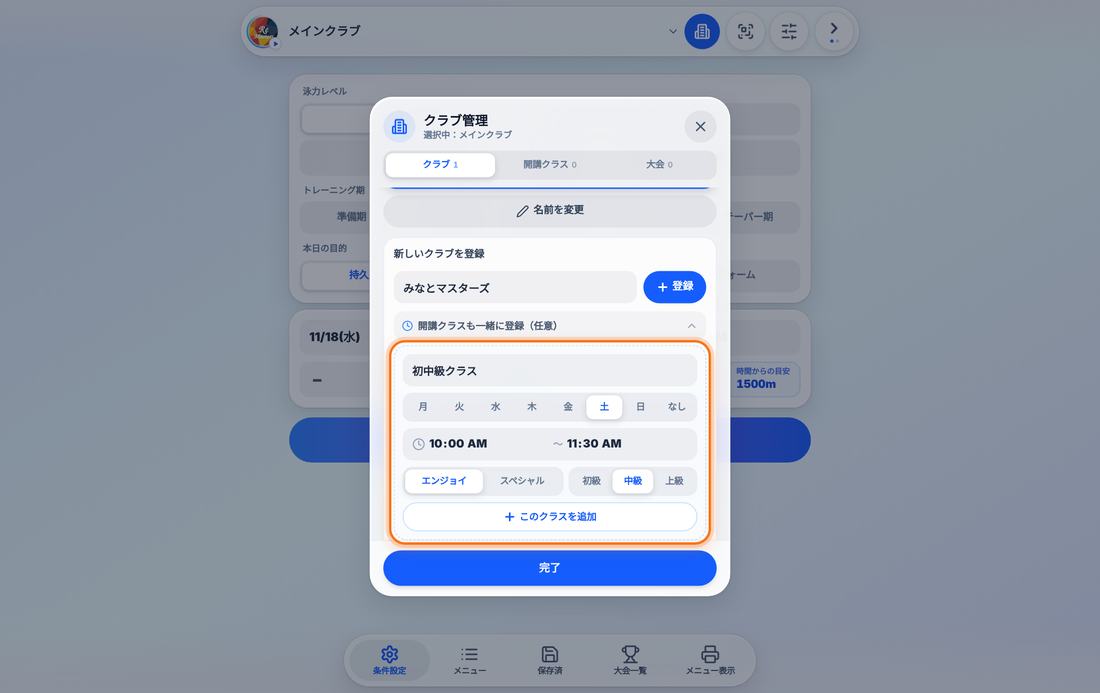 メインクラブ
泳力レベル
トレーニング期
準備期
テーパー期
本日の目的
持久
ォーム
11/18(水)
–
時間からの目安
1500m
クラブ管理
選択中：メインクラブ
クラブ 1
開講クラス 0
大会 0
名前を変更
新しいクラブを登録
みなとマスターズ
＋ 登録
開講クラスも一緒に登録（任意）
初中級クラス
月 火 水 木 金 土 日 なし
10:00 AM 〜 11:30 AM
エンジョイ スペシャル 初級 中級 上級
＋ このクラスを追加
完了
条件設定 メニュー 保存済 大会一覧 メニュー表示